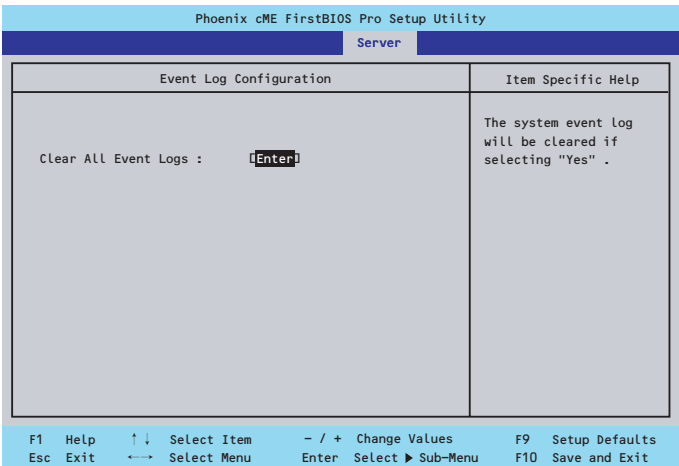 Phoenix cME FirstBIOS Pro Setup Utility
Server
Event Log Configuration
Item Specific Help
Clear All Event Logs : [Enter]
The system event log
will be cleared if
selecting "Yes" .
F1 Help ↑↓ Select Item – / + Change Values F9 Setup Defaults
Esc Exit ←→ Select Menu Enter Select ▶ Sub-Menu F10 Save and Exit